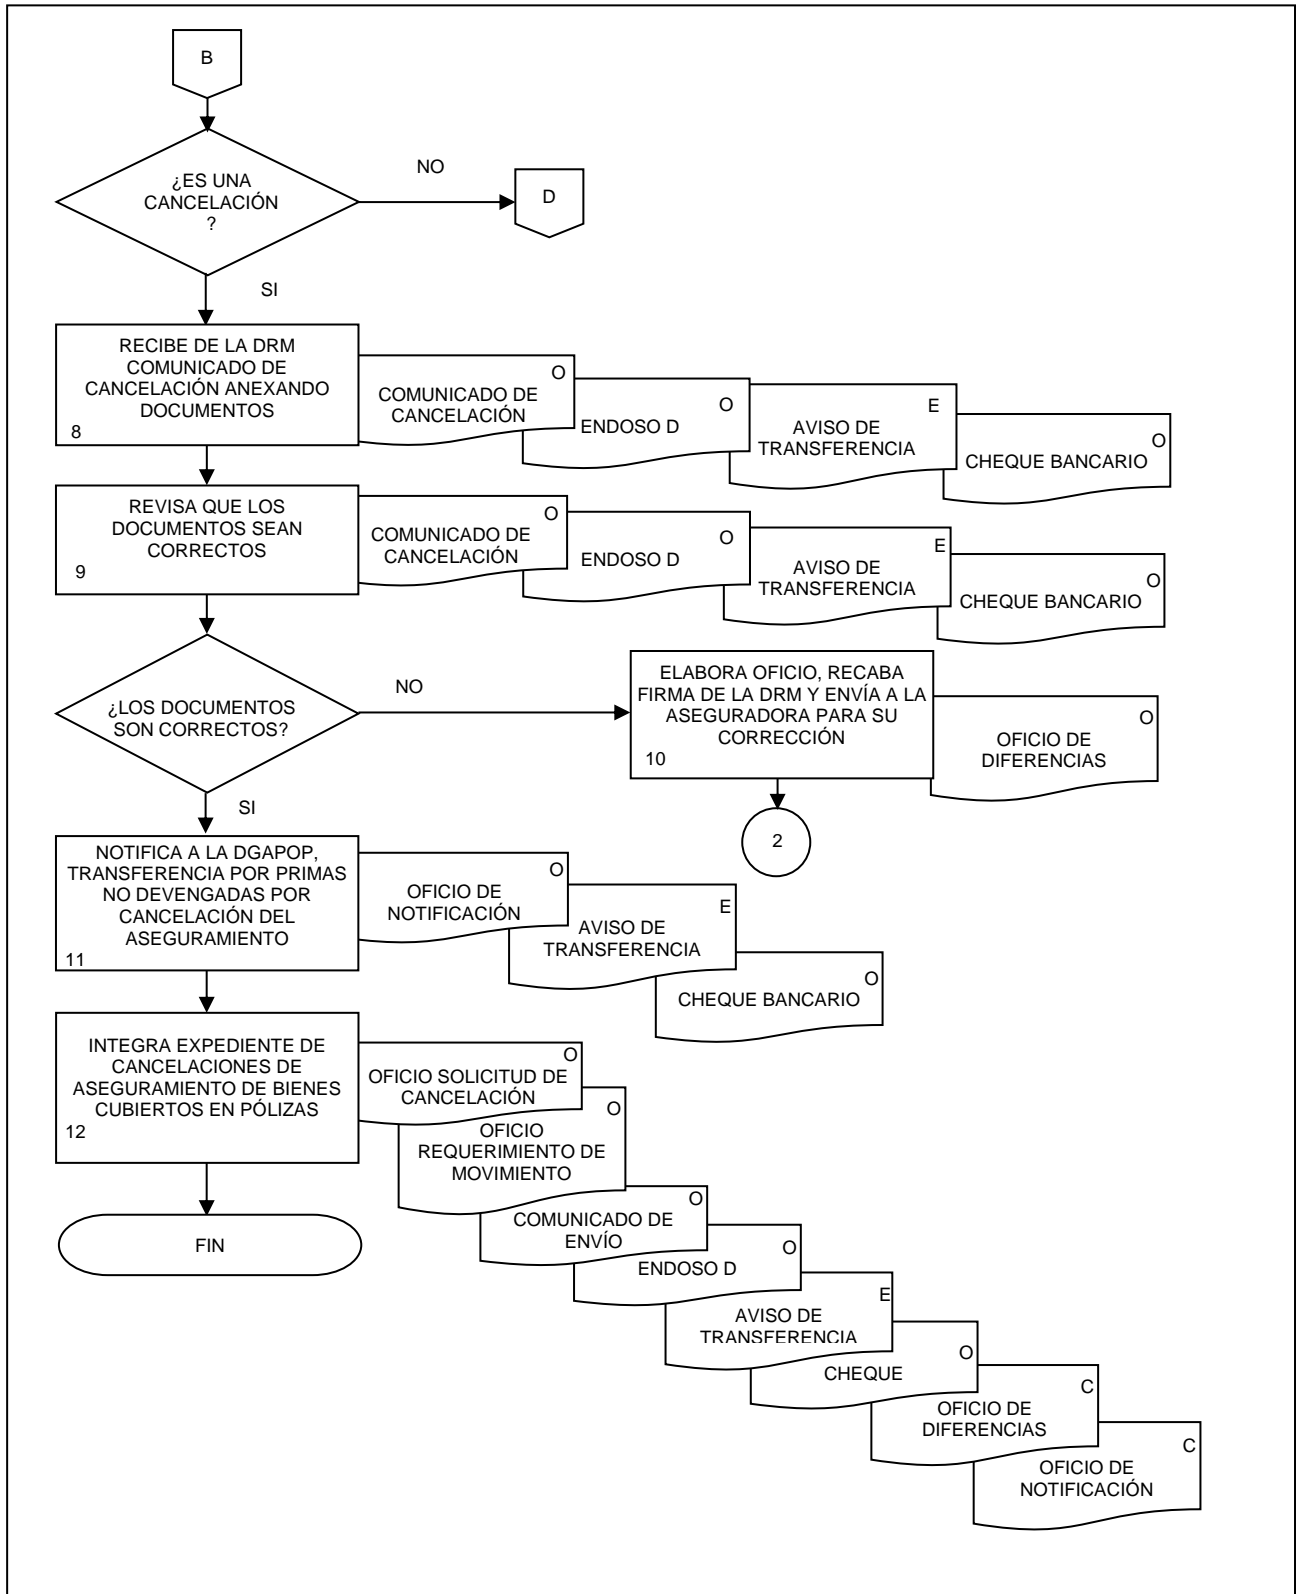 B
¿ES UNA
CANCELACIÓN
?
NO
D
SI
RECIBE DE LA DRM
COMUNICADO DE
CANCELACIÓN ANEXANDO
DOCUMENTOS
8
O
COMUNICADO DE
CANCELACIÓN
O
ENDOSO D
E
AVISO DE
TRANSFERENCIA
O
CHEQUE BANCARIO
REVISA QUE LOS
DOCUMENTOS SEAN
CORRECTOS
9
O
COMUNICADO DE
CANCELACIÓN
O
ENDOSO D
E
AVISO DE
TRANSFERENCIA
O
CHEQUE BANCARIO
¿LOS DOCUMENTOS
SON CORRECTOS?
NO
ELABORA OFICIO, RECABA
FIRMA DE LA DRM Y ENVÍA A LA
ASEGURADORA PARA SU
CORRECCIÓN
10
O
OFICIO DE
DIFERENCIAS
2
SI
NOTIFICA A LA DGAPOP,
TRANSFERENCIA POR PRIMAS
NO DEVENGADAS POR
CANCELACIÓN DEL
ASEGURAMIENTO
11
O
OFICIO DE
NOTIFICACIÓN
E
AVISO DE
TRANSFERENCIA
O
CHEQUE BANCARIO
INTEGRA EXPEDIENTE DE
CANCELACIONES DE
ASEGURAMIENTO DE BIENES
CUBIERTOS EN PÓLIZAS
12
O
OFICIO SOLICITUD DE
CANCELACIÓN
O
OFICIO
REQUERIMIENTO DE
MOVIMIENTO
O
COMUNICADO DE
ENVÍO
O
ENDOSO D
E
AVISO DE
TRANSFERENCIA
O
CHEQUE
C
OFICIO DE
DIFERENCIAS
C
OFICIO DE
NOTIFICACIÓN
FIN